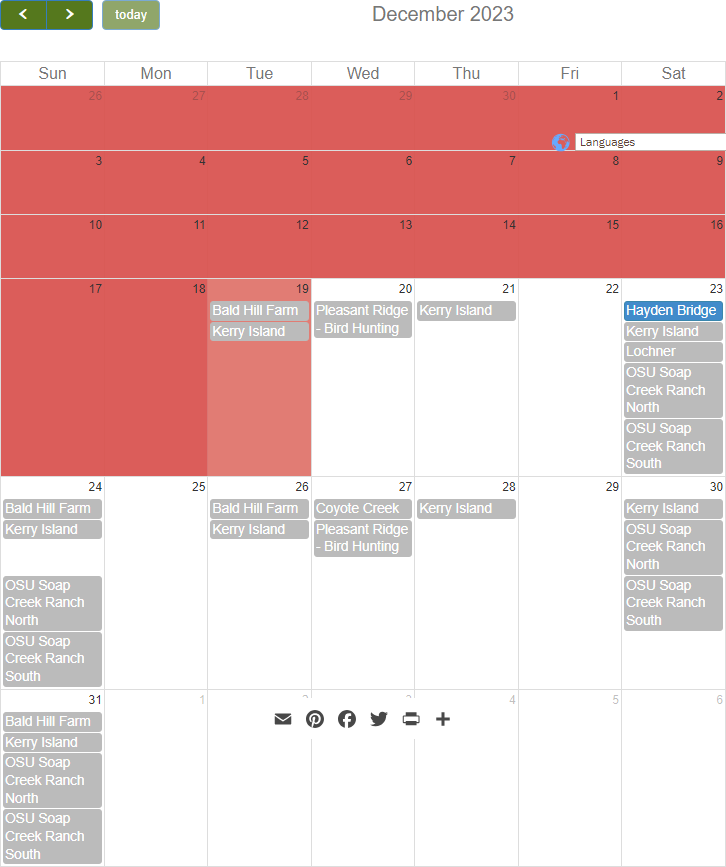 today
December 2023
Sun Mon Tue Wed Thu Fri Sat
26 27 28 29 30 1 2
Languages
3 4 5 6 7 8 9
10 11 12 13 14 15 16
17 18 19 20 21 22 23
Bald Hill Farm
Kerry Island
Pleasant Ridge
- Bird Hunting
Kerry Island
Hayden Bridge
Kerry Island
Lochner
OSU Soap
Creek Ranch
North
OSU Soap
Creek Ranch
South
24 25 26 27 28 29 30
Bald Hill Farm
Kerry Island
OSU Soap
Creek Ranch
North
OSU Soap
Creek Ranch
South
Bald Hill Farm
Kerry Island
Coyote Creek
Pleasant Ridge
- Bird Hunting
Kerry Island
Kerry Island
OSU Soap
Creek Ranch
North
OSU Soap
Creek Ranch
South
31 1 4 5 6
Bald Hill Farm
Kerry Island
OSU Soap
Creek Ranch
North
OSU Soap
Creek Ranch
South